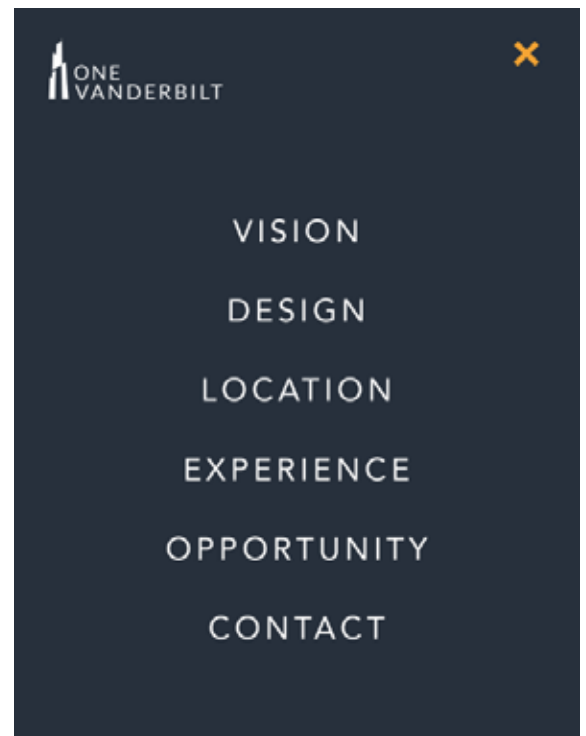 ONE
VANDERBILT
VISION
DESIGN
LOCATION
EXPERIENCE
OPPORTUNITY
CONTACT